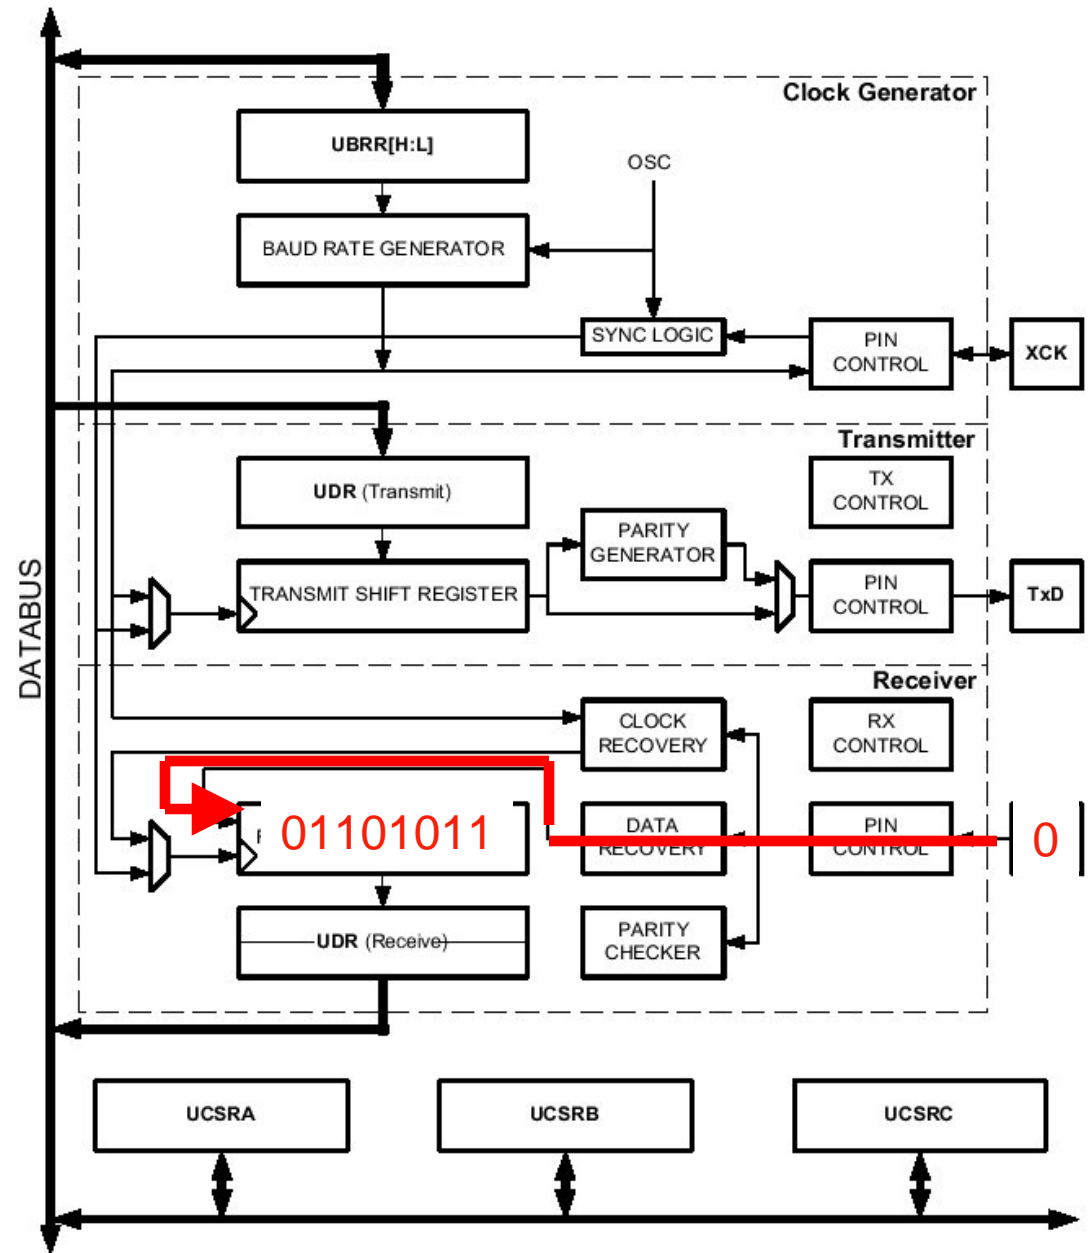 Clock Generator
UBRR[H:L]
OSC
BAUD RATE GENERATOR
SYNC LOGIC
PIN
CONTROL
XCK
Transmitter
UDR (Transmit)
TX
CONTROL
PARITY
GENERATOR
TRANSMIT SHIFT REGISTER
PIN
CONTROL
TxD
DATABUS
Receiver
CLOCK
RECOVERY
RX
CONTROL
01101011
DATA
RECOVERY
PIN
CONTROL
0
UDR (Receive)
PARITY
CHECKER
UCSRA
UCSRB
UCSRC